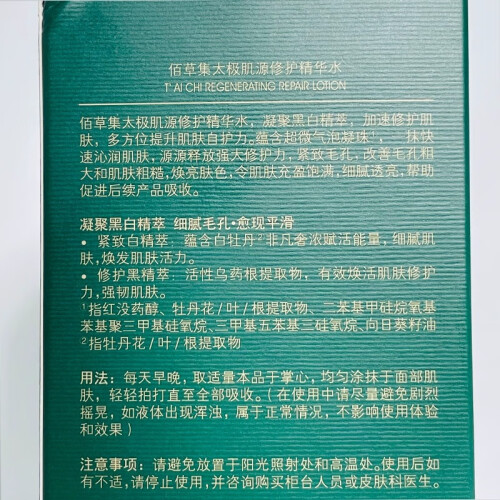 佰草集太极肌源修护精华水
T' AI CHI REGENERATING REPAIR LOTION
佰草集太极肌源修护精华水，凝聚黑白精萃，加速修护肌
肤，多方位提升肌肤自护力。蕴含超微气泡凝珠¹，一抹快
速沁润肌肤，源源释放强大修护力，紧致毛孔，改善毛孔粗
大和肌肤粗糙，焕亮肤色，令肌肤充盈饱满，细腻透亮，帮助
促进后续产品吸收。
凝聚黑白精萃 细腻毛孔·愈现平滑
• 紧致白精萃：蕴含白牡丹²非凡奢浓赋活能量，细腻肌
肤，焕发肌肤活力。
• 修护黑精萃：活性乌药根提取物，有效焕活肌肤修护
力，强韧肌肤。
¹指红没药醇、牡丹花/叶/根提取物、二苯基甲硅烷氧基
苯基聚三甲基硅氧烷、三甲基五苯基三硅氧烷、向日葵籽油
²指牡丹花/叶/根提取物
用法：每天早晚，取适量本品于掌心，均匀涂抹于面部肌
肤，轻轻拍打直至全部吸收。（在使用中请尽量避免剧烈
摇晃，如液体出现浑浊，属于正常情况，不影响使用体验
和效果）
注意事项：请避免放置于阳光照射处和高温处。使用后如
有不适，请停止使用，并咨询购买柜台人员或皮肤科医生。